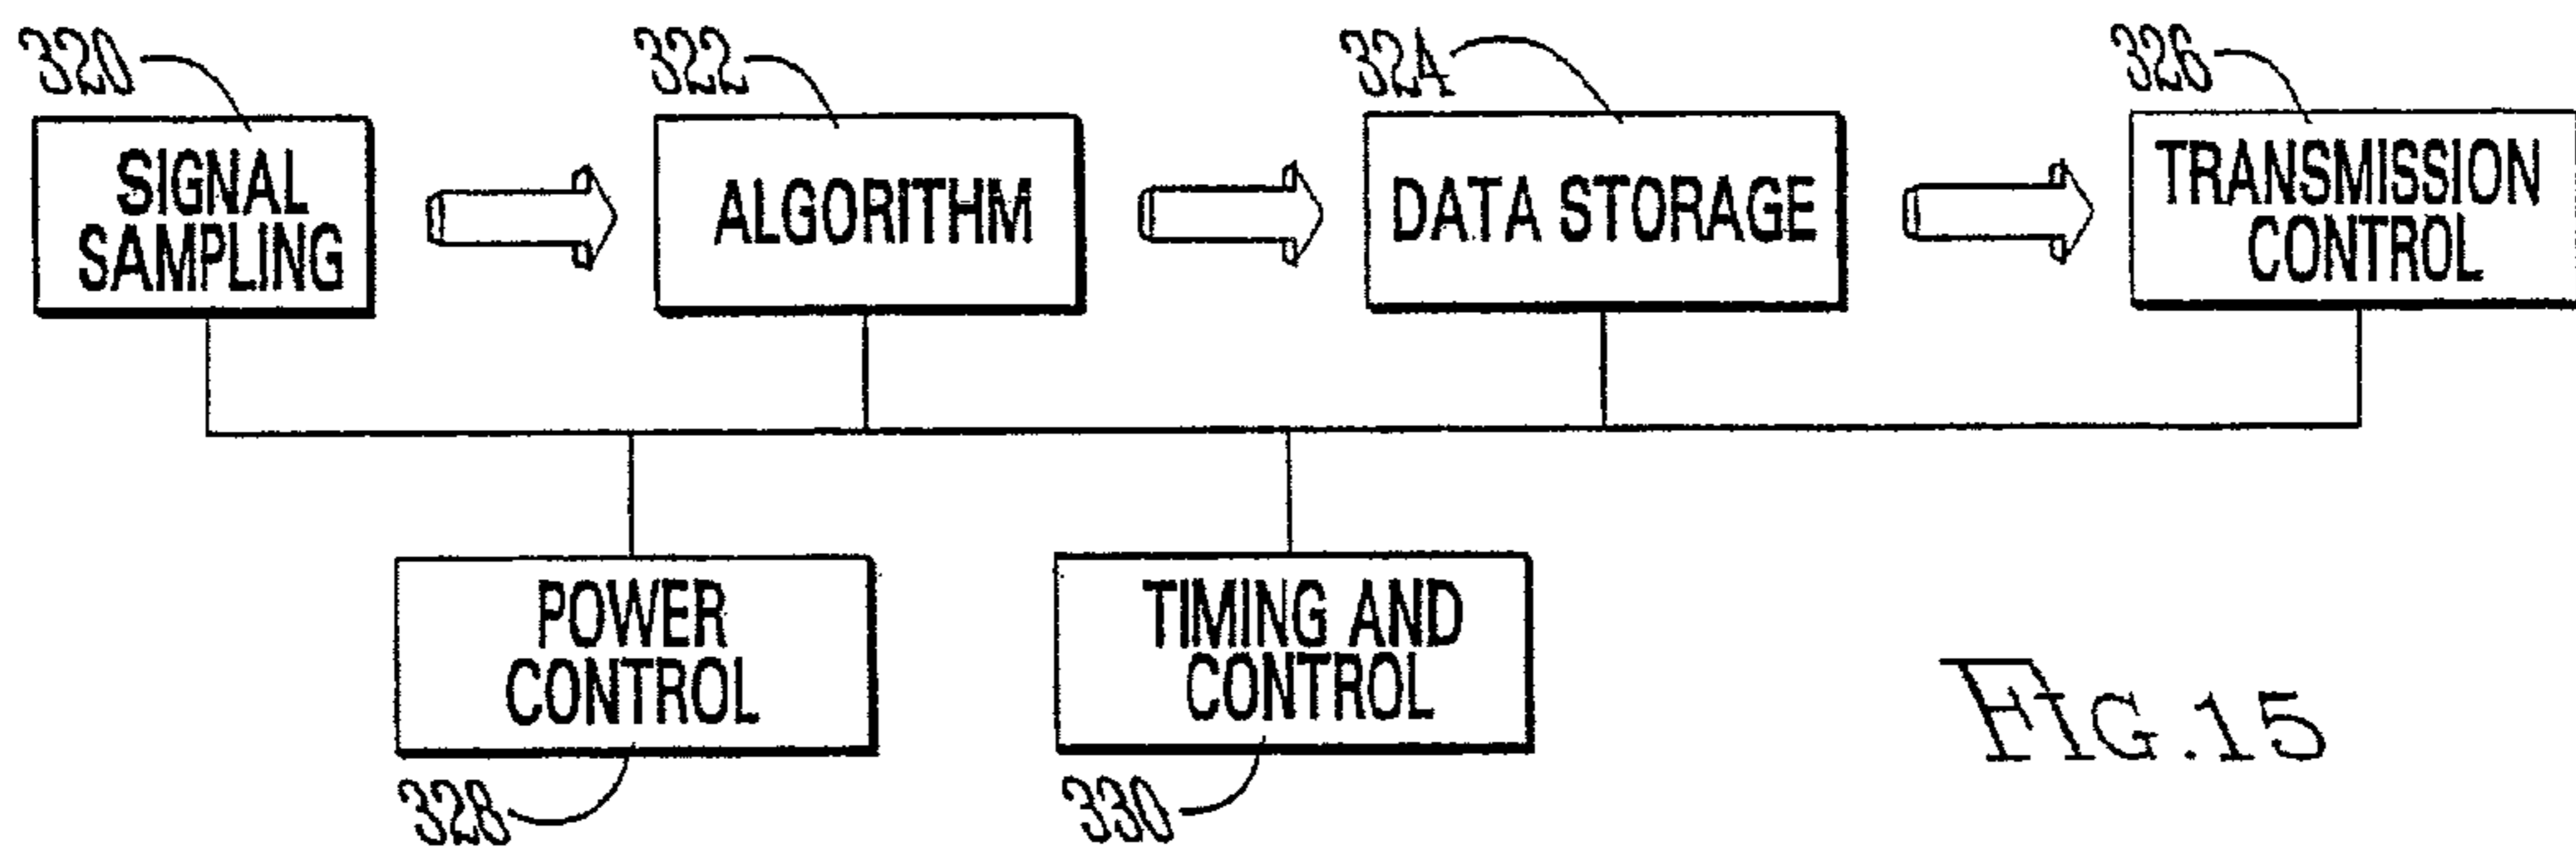 320
322
324
326
SIGNAL
SAMPLING
ALGORITHM
DATA STORAGE
TRANSMISSION
CONTROL
POWER
CONTROL
TIMING AND
CONTROL
328
330
FIG. 15